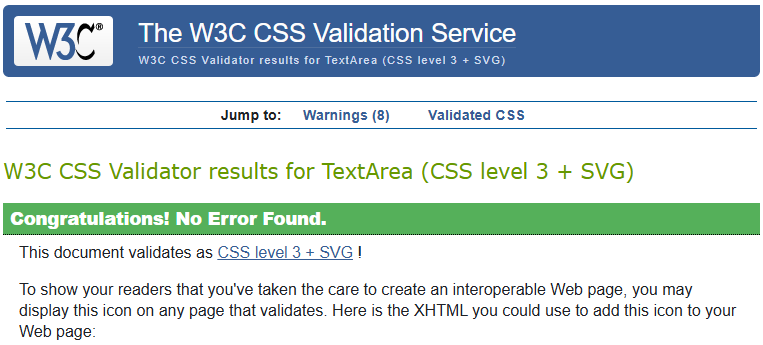 W3C®
The W3C CSS Validation Service
W3C CSS Validator results for TextArea (CSS level 3 + SVG)
Jump to: Warnings (8) Validated CSS
W3C CSS Validator results for TextArea (CSS level 3 + SVG)
Congratulations! No Error Found.
This document validates as CSS level 3 + SVG !
To show your readers that you've taken the care to create an interoperable Web page, you may
display this icon on any page that validates. Here is the XHTML you could use to add this icon to your
Web page: